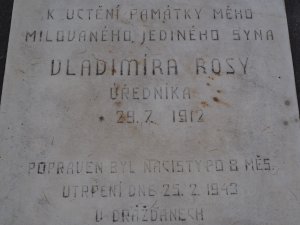 K UCTĚNÍ PAMÁTKY MÉHO
MILOVANÉHO, JEDINÉHO SYNA
VLADIMÍRA ROSY
ÚŘEDNÍKA
29. 7. 1912
POPRAVEN BYL NACISTY PO 8 MĚS.
UTRPENÍ DNE 25. 2. 1943
V DRÁŽĎANECH